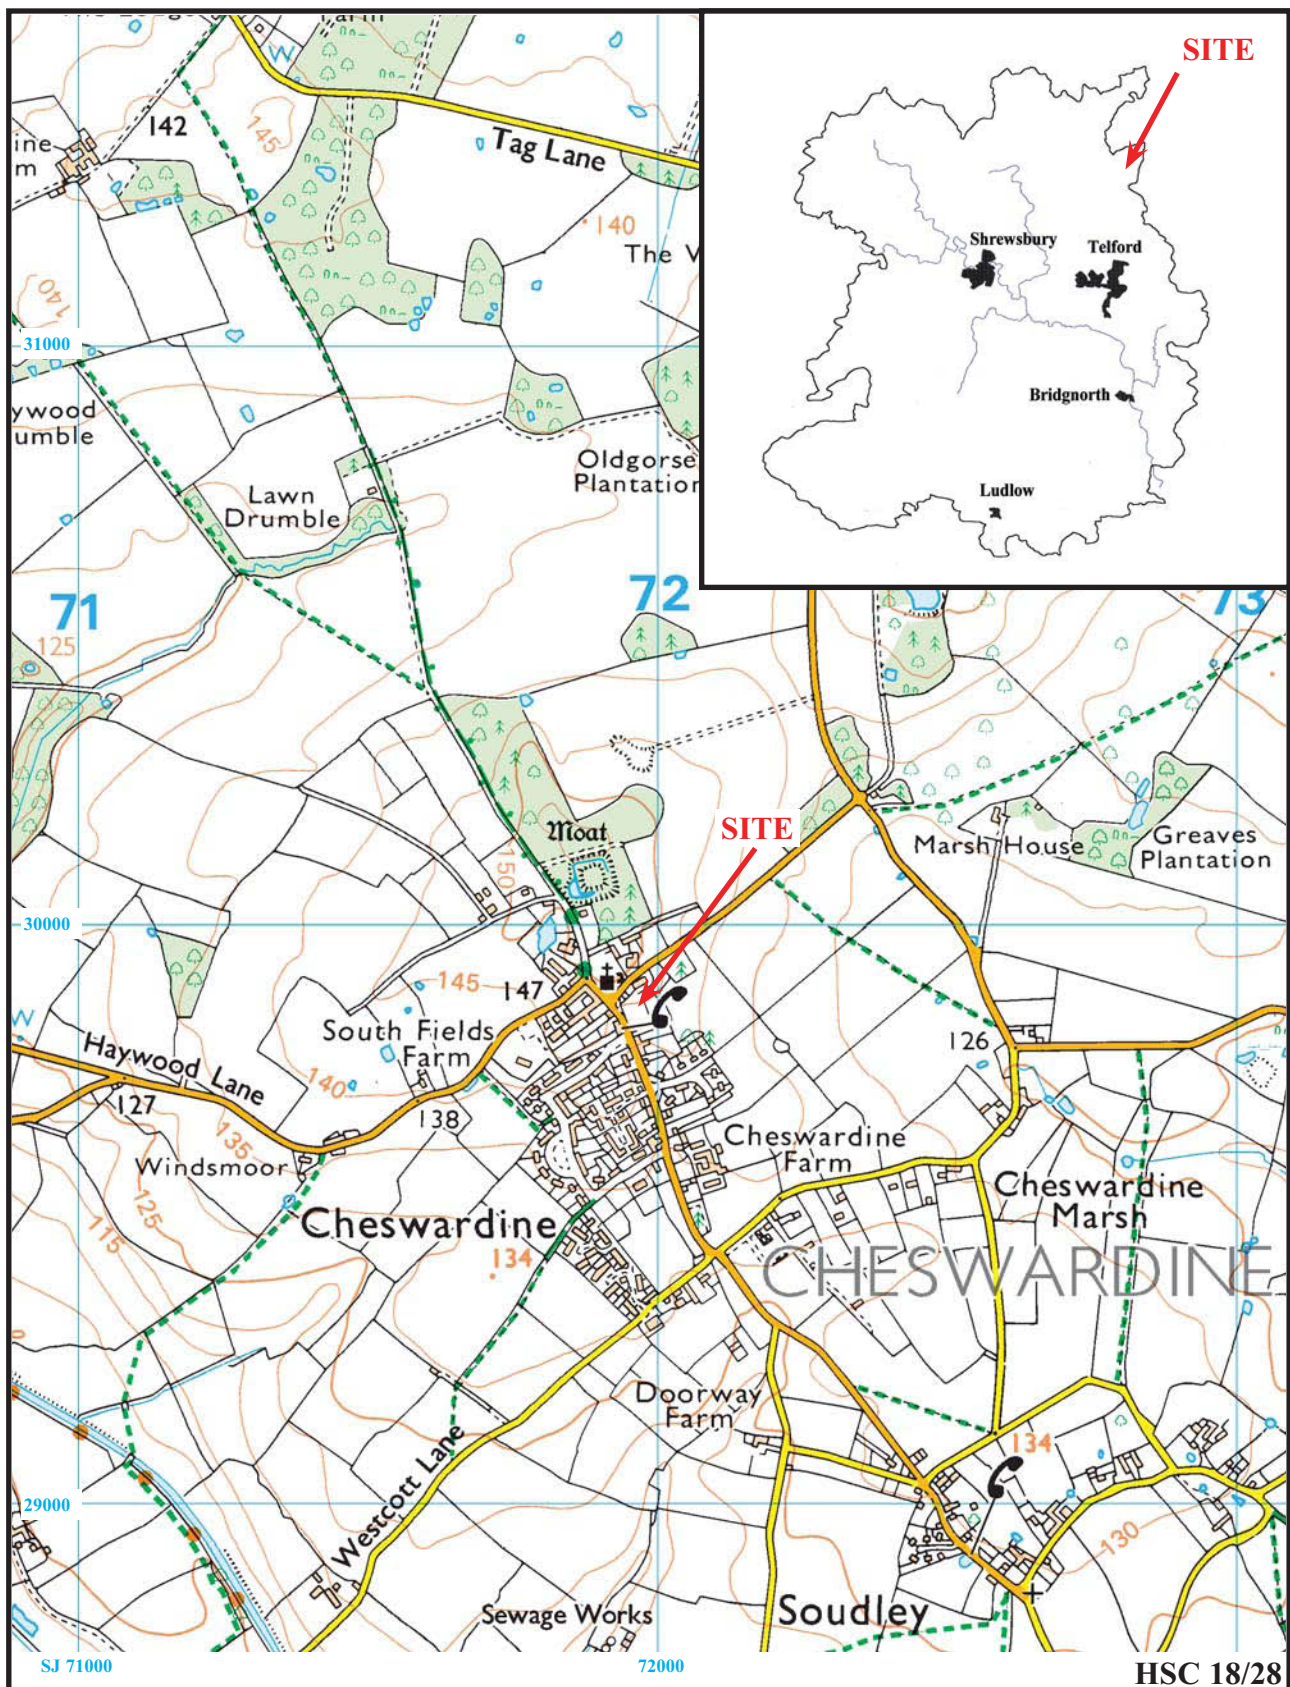 SITE
Shrewsbury
Telford
Bridgnorth
Ludlow
W
142
145
Tag Lane
140
The V
140
31000
Oldgorse
Plantation
Lawn
Drumble
71
72
73
125
Moat
150
SITE
Marsh House
Greaves
Plantation
30000
145
147
South Fields
Farm
126
W
Haywood Lane
127
140
138
135
Windsmoor
Cheswardine
Farm
Cheswardine
Marsh
125
115
Cheswardine
134
CHESWARDINE
Doorway
Farm
134
Westcott Lane
29000
130
Sewage Works
Soudley
SJ 71000
72000
HSC 18/28